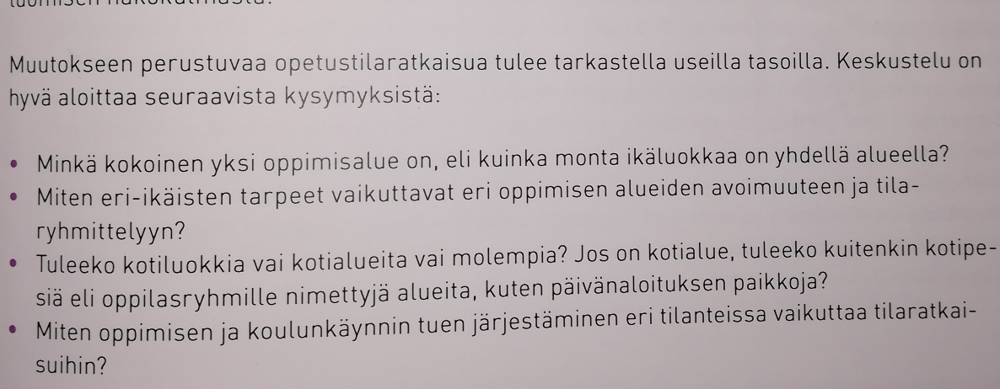 Muutokseen perustuvaa opetustilaratkaisua tulee tarkastella useilla tasoilla. Keskustelu on
hyvä aloittaa seuraavista kysymyksistä:
• Minkä kokoinen yksi oppimisalue on, eli kuinka monta ikäluokkaa on yhdellä alueella?
• Miten eri-ikäisten tarpeet vaikuttavat eri oppimisen alueiden avoimuuteen ja tila-
ryhmittelyyn?
• Tuleeko kotiluokkia vai kotialueita vai molempia? Jos on kotialue, tuleeko kuitenkin kotipe-
siä eli oppilasryhmille nimettyjä alueita, kuten päivänaloituksen paikkoja?
• Miten oppimisen ja koulunkäynnin tuen järjestäminen eri tilanteissa vaikuttaa tilaratkai-
suihin?